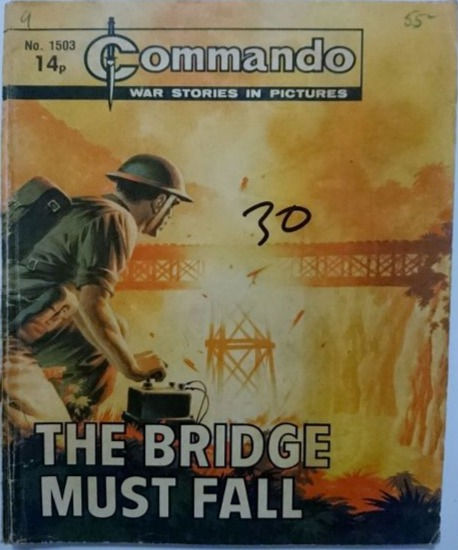 9
55-
No. 1503
14p
Commando
WAR STORIES IN PICTURES
30
THE BRIDGE
MUST FALL